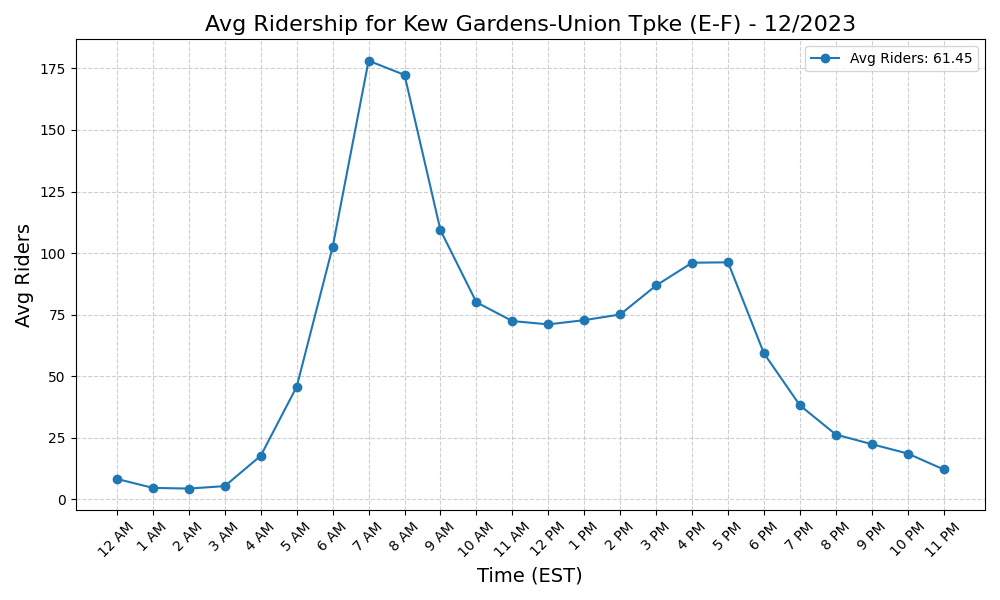 Avg Ridership for Kew Gardens-Union Tpke (E-F) - 12/2023
Avg Riders: 61.45
Avg Riders
175
150
125
100
75
50
25
0
12 AM
1 AM
2 AM
3 AM
4 AM
5 AM
6 AM
7 AM
8 AM
9 AM
10 AM
11 AM
12 PM
1 PM
2 PM
3 PM
4 PM
5 PM
6 PM
7 PM
8 PM
9 PM
10 PM
11 PM
Time (EST)